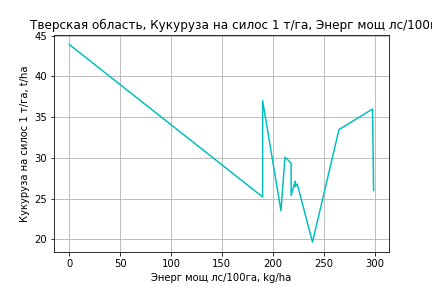 Тверская область, Кукуруза на силос 1 т/га, Энерг мощ лс/100г
45
40
35
30
25
20
Кукуруза на силос 1 т/га, t/ha
0 50 100 150 200 250 300
Энерг мощ лс/100га, kg/ha